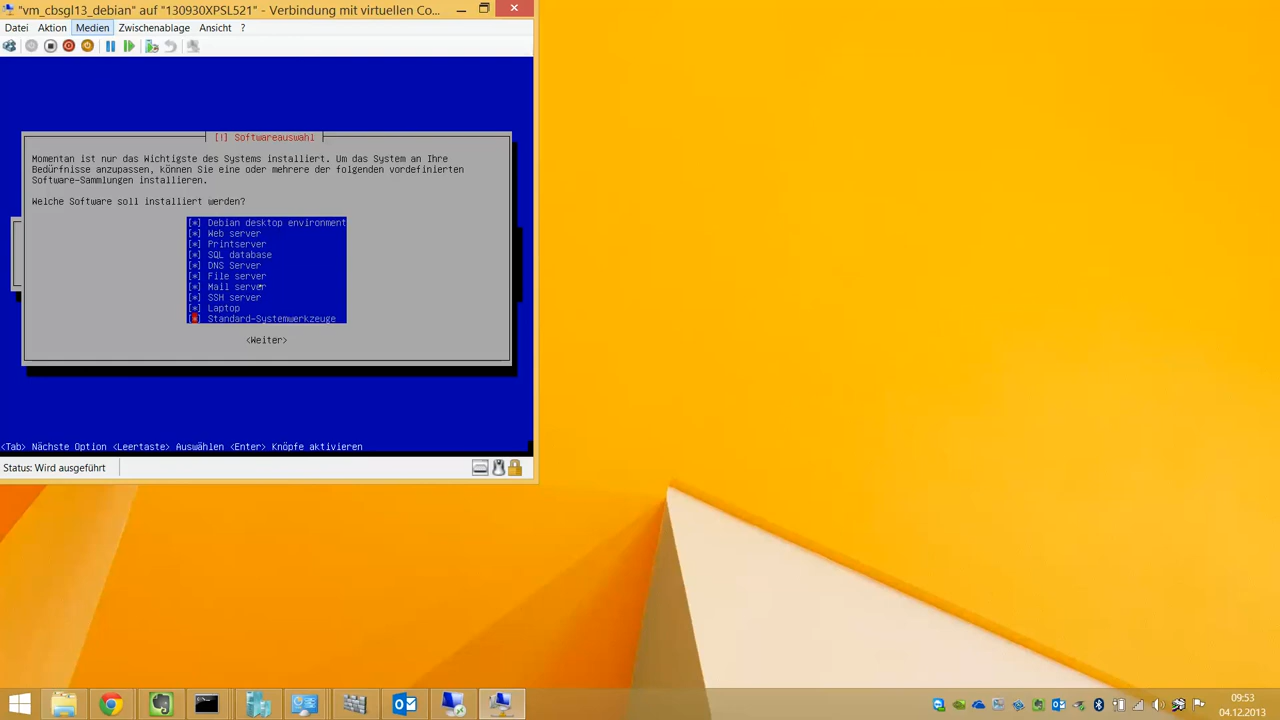 "vm_cbsgl13_debian" auf "130930XPSL521" - Verbindung mit virtuellen Co...
Datei Aktion Medien Zwischenablage Ansicht ?
[!] Softwareauswahl
Momentan ist nur das Wichtigste des Systems installiert. Um das System an Ihre
Bedürfnisse anzupassen, können Sie eine oder mehrere der folgenden vordefinierten
Software-Sammlungen installieren.
Welche Software soll installiert werden?
[*] Debian desktop environment
[*] Web server
[*] Printserver
[*] SQL database
[*] DNS Server
[*] File server
[*] Mail server
[*] SSH server
[*] Laptop
[*] Standard-Systemwerkzeuge
<Weiter>
<Tab> Nächste Option <Leertaste> Auswählen <Enter> Knöpfe aktivieren
Status: Wird ausgeführt
09:53
04.12.2013